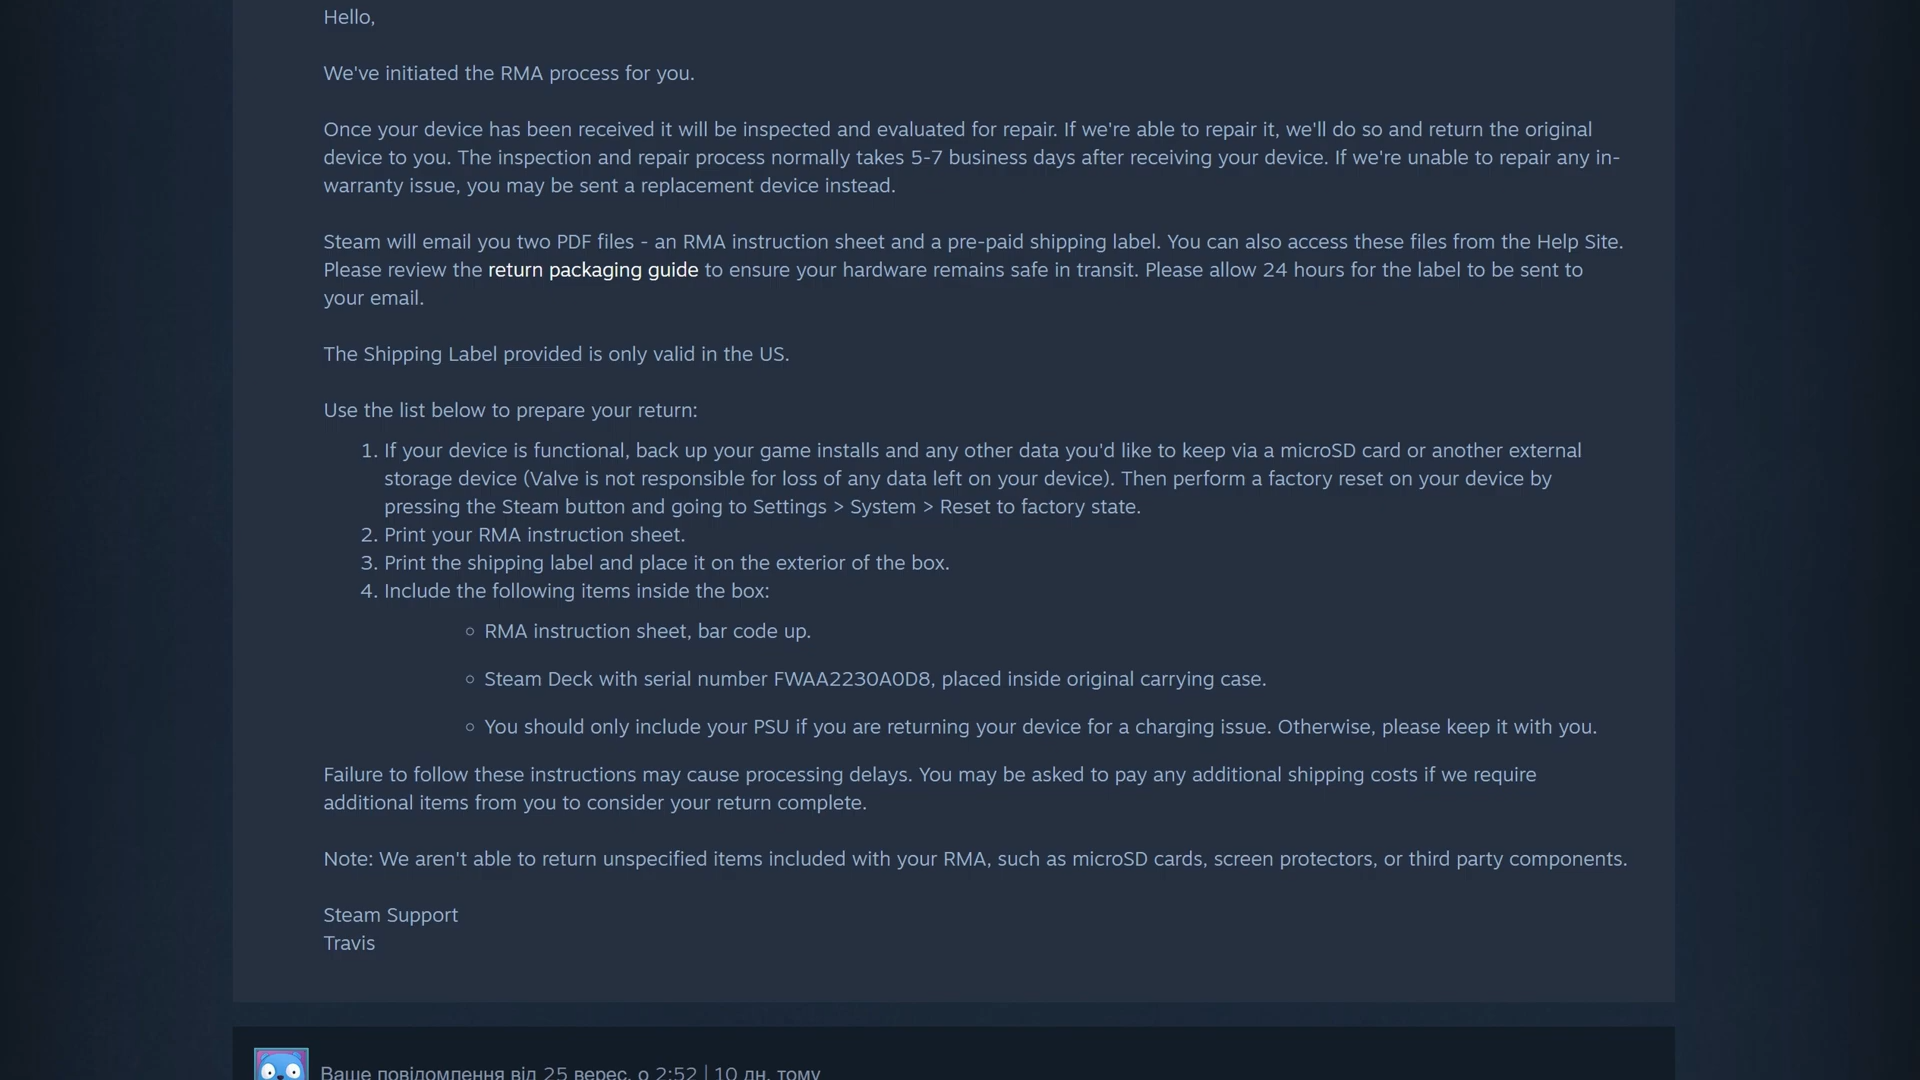 Hello,
We've initiated the RMA process for you.
Once your device has been received it will be inspected and evaluated for repair. If we're able to repair it, we'll do so and return the original
device to you. The inspection and repair process normally takes 5-7 business days after receiving your device. If we're unable to repair any in-
warranty issue, you may be sent a replacement device instead.
Steam will email you two PDF files - an RMA instruction sheet and a pre-paid shipping label. You can also access these files from the Help Site.
Please review the return packaging guide to ensure your hardware remains safe in transit. Please allow 24 hours for the label to be sent to
your email.
The Shipping Label provided is only valid in the US.
Use the list below to prepare your return:
1. If your device is functional, back up your game installs and any other data you'd like to keep via a microSD card or another external
storage device (Valve is not responsible for loss of any data left on your device). Then perform a factory reset on your device by
pressing the Steam button and going to Settings > System > Reset to factory state.
2. Print your RMA instruction sheet.
3. Print the shipping label and place it on the exterior of the box.
4. Include the following items inside the box:
◦ RMA instruction sheet, bar code up.
◦ Steam Deck with serial number FWAA2230A0D8, placed inside original carrying case.
◦ You should only include your PSU if you are returning your device for a charging issue. Otherwise, please keep it with you.
Failure to follow these instructions may cause processing delays. You may be asked to pay any additional shipping costs if we require
additional items from you to consider your return complete.
Note: We aren't able to return unspecified items included with your RMA, such as microSD cards, screen protectors, or third party components.
Steam Support
Travis
Ваше повідомлення від 25 верес. о 2:52 | 10 дн. тому